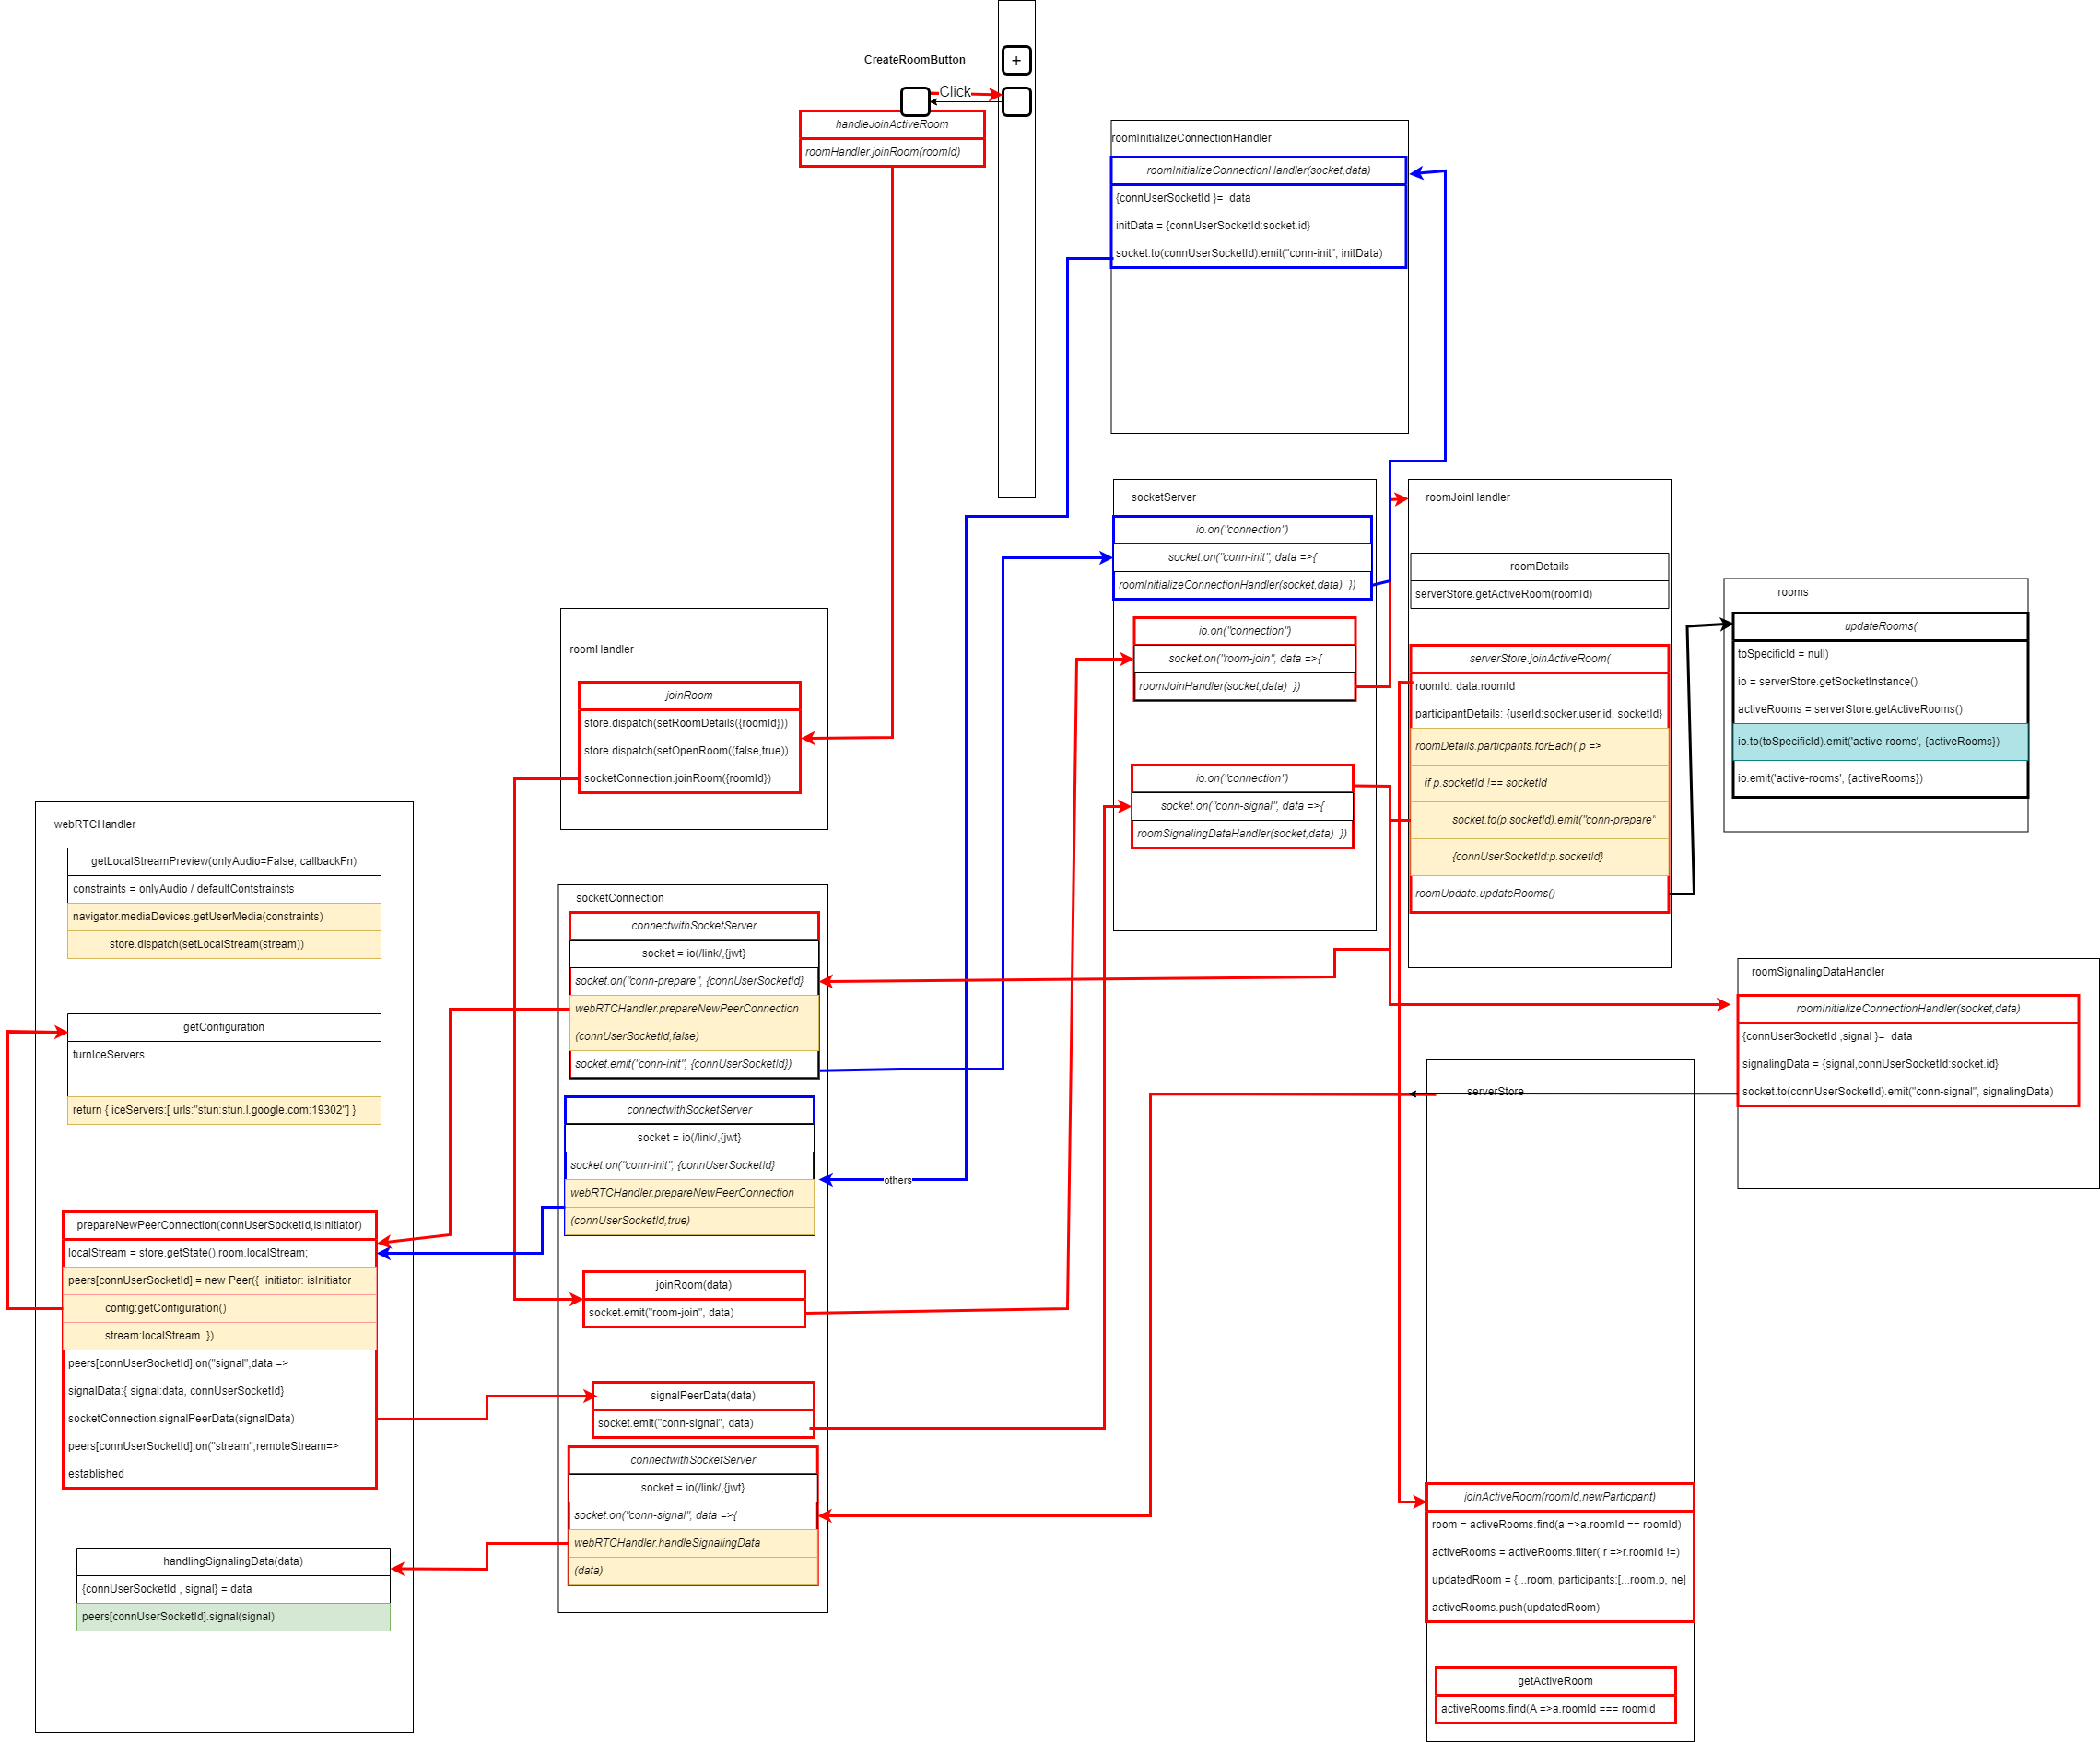 CreateRoomButton
+
Click
handleJoinActiveRoom
roomHandler.joinRoom(roomId)
roomInitializeConnectionHandler
roomInitializeConnectionHandler(socket,data)
{connUserSocketId }= data
initData = {connUserSocketId:socket.id}
socket.to(connUserSocketId).emit("conn-init", initData)
socketServer
io.on("connection")
socket.on("conn-init", data =>{
roomInitializeConnectionHandler(socket,data) })
io.on("connection")
socket.on("room-join", data =>{
roomJoinHandler(socket,data) })
io.on("connection")
socket.on("conn-signal", data =>{
roomSignalingDataHandler(socket,data) })
roomJoinHandler
roomDetails
serverStore.getActiveRoom(roomId)
serverStore.joinActiveRoom(
roomId: data.roomId
participantDetails: {userId:socker.user.id, socketId}
roomDetails.particpants.forEach( p =>
if p.socketId !== socketId
socket.to(p.socketId).emit("conn-prepare"
{connUserSocketId:p.socketId}
roomUpdate.updateRooms()
rooms
updateRooms(
toSpecificId = null)
io = serverStore.getSocketInstance()
activeRooms = serverStore.getActiveRooms()
io.to(toSpecificId).emit('active-rooms', {activeRooms})
io.emit('active-rooms', {activeRooms})
roomHandler
joinRoom
store.dispatch(setRoomDetails({roomId}))
store.dispatch(setOpenRoom((false,true))
socketConnection.joinRoom({roomId})
webRTCHandler
getLocalStreamPreview(onlyAudio=False, callbackFn)
constraints = onlyAudio / defaultContstrainsts
navigator.mediaDevices.getUserMedia(constraints)
store.dispatch(setLocalStream(stream))
getConfiguration
turnIceServers
return { iceServers:[ urls:"stun:stun.l.google.com:19302"] }
prepareNewPeerConnection(connUserSocketId,isInitiator)
localStream = store.getState().room.localStream;
peers[connUserSocketId] = new Peer({ initiator: isInitiator
config:getConfiguration()
stream:localStream })
peers[connUserSocketId].on("signal",data =>
signalData:{ signal:data, connUserSocketId}
socketConnection.signalPeerData(signalData)
peers[connUserSocketId].on("stream",remoteStream=>
established
handlingSignalingData(data)
{connUserSocketId , signal} = data
peers[connUserSocketId].signal(signal)
socketConnection
connectwithSocketServer
socket = io(/link/,{jwt}
socket.on("conn-prepare", {connUserSocketId}
webRTCHandler.prepareNewPeerConnection
(connUserSocketId,false)
socket.emit("conn-init", {connUserSocketId})
connectwithSocketServer
socket = io(/link/,{jwt}
socket.on("conn-init", {connUserSocketId}
webRTCHandler.prepareNewPeerConnection
(connUserSocketId,true)
others
joinRoom(data)
socket.emit("room-join", data)
signalPeerData(data)
socket.emit("conn-signal", data)
connectwithSocketServer
socket = io(/link/,{jwt}
socket.on("conn-signal", data =>{
webRTCHandler.handleSignalingData
(data)
roomSignalingDataHandler
roomInitializeConnectionHandler(socket,data)
{connUserSocketId ,signal }= data
signalingData = {signal,connUserSocketId:socket.id}
socket.to(connUserSocketId).emit("conn-signal", signalingData)
serverStore
joinActiveRoom(roomId,newParticpant)
room = activeRooms.find(a =>a.roomId == roomId)
activeRooms = activeRooms.filter( r =>r.roomId !=)
updatedRoom = {...room, participants:[...room.p, ne]
activeRooms.push(updatedRoom)
getActiveRoom
activeRooms.find(A =>a.roomId === roomid